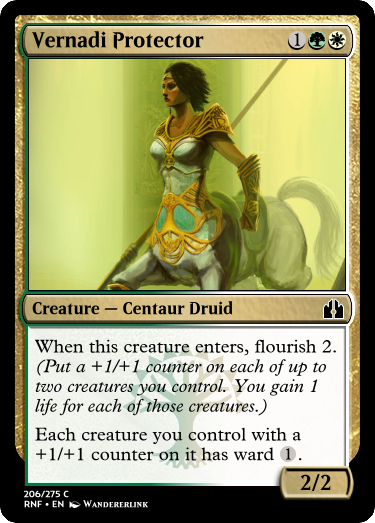 Vernadi Protector 1
Creature — Centaur Druid
When this creature enters, flourish 2.
(Put a +1/+1 counter on each of up to
two creatures you control. You gain 1
life for each of those creatures.)
Each creature you control with a
+1/+1 counter on it has ward 1.
2/2
206/275 C
RNF • EN Wandererlink